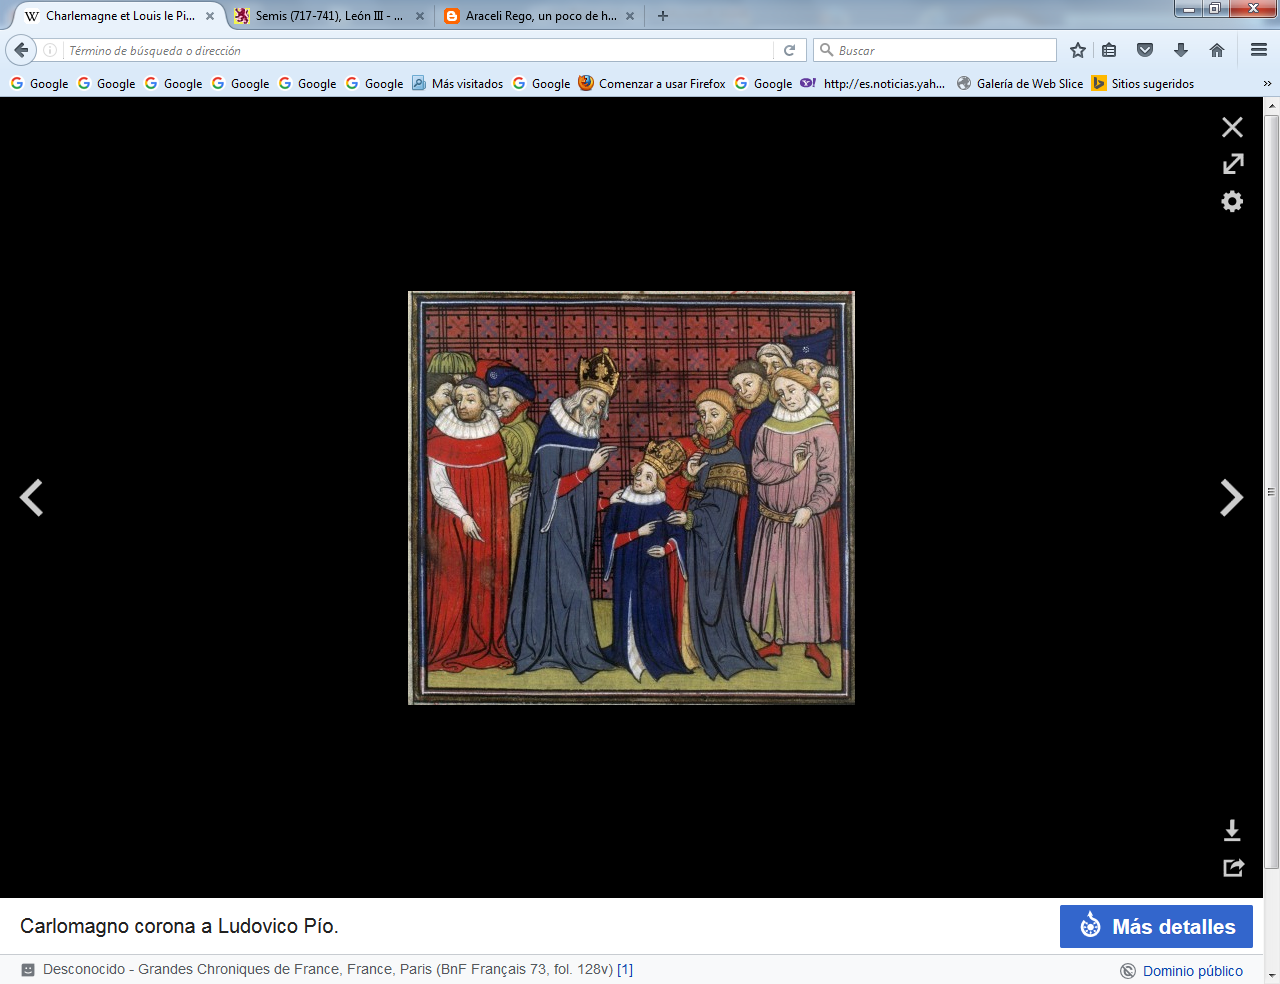 Charlemagne et Louis le Pi...
Semis (717-741), León III - ...
Araceli Rego, un poco de h...
Término de búsqueda o dirección
Buscar
Google Google Google Google Google Google Más visitados Google Comenzar a usar Firefox Google http://es.noticias.yah... Galería de Web Slice Sitios sugeridos
Carlomagno corona a Ludovico Pío.
Más detalles
Desconocido - Grandes Chroniques de France, France, Paris (BnF Français 73, fol. 128v) [1]
Dominio público